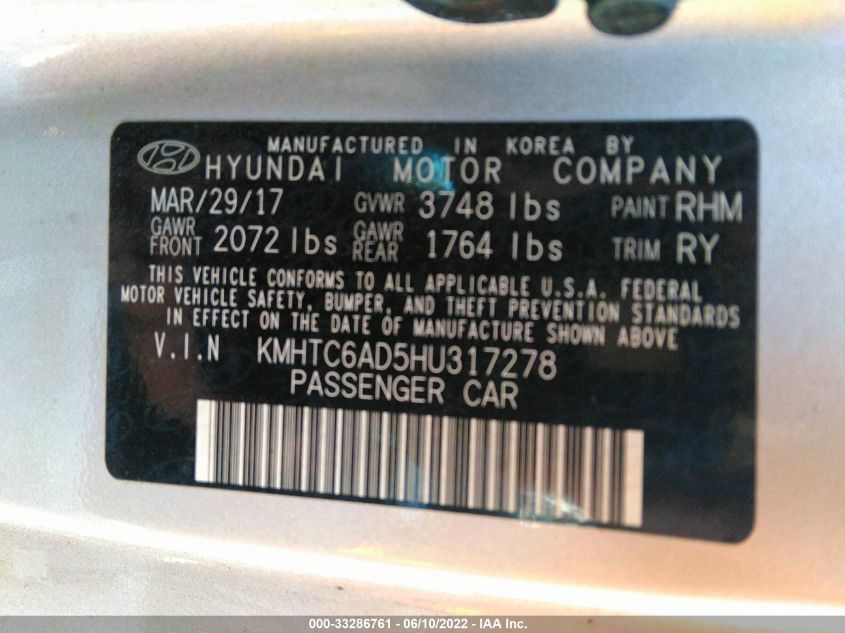 MANUFACTURED IN KOREA BY
HYUNDAI MOTOR COMPANY
MAR/29/17 GVWR 3748 lbs PAINT RHM
GAWR FRONT 2072 lbs GAWR REAR 1764 lbs TRIM RY
THIS VEHICLE CONFORMS TO ALL APPLICABLE U.S.A. FEDERAL
MOTOR VEHICLE SAFETY, BUMPER, AND THEFT PREVENTION STANDARDS
IN EFFECT ON THE DATE OF MANUFACTURE SHOWN ABOVE
V.I.N KMHTC6AD5HU317278
PASSENGER CAR
000-33286761 - 06/10/2022 - IAA Inc.